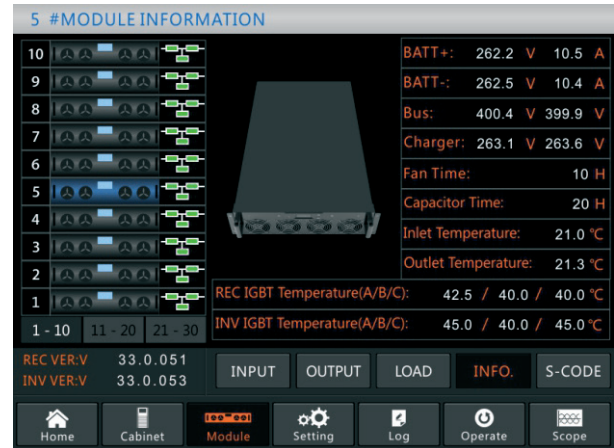 5 #MODULE INFORMATION
10
9
8
7
6
5
4
3
2
1
1 - 10 11 - 20 21 - 30
BATT+: 262.2 V 10.5 A
BATT-: 262.5 V 10.4 A
Bus: 400.4 V 399.9 V
Charger: 263.1 V 263.6 V
Fan Time: 10 H
Capacitor Time: 20 H
Inlet Temperature: 21.0 ℃
Outlet Temperature: 21.3 ℃
REC IGBT Temperature(A/B/C): 42.5 / 40.0 / 40.0 ℃
INV IGBT Temperature(A/B/C): 45.0 / 40.0 / 45.0 ℃
REC VER:V 33.0.051
INV VER:V 33.0.053
INPUT OUTPUT LOAD INFO. S-CODE
Home Cabinet Module Setting Log Operate Scope